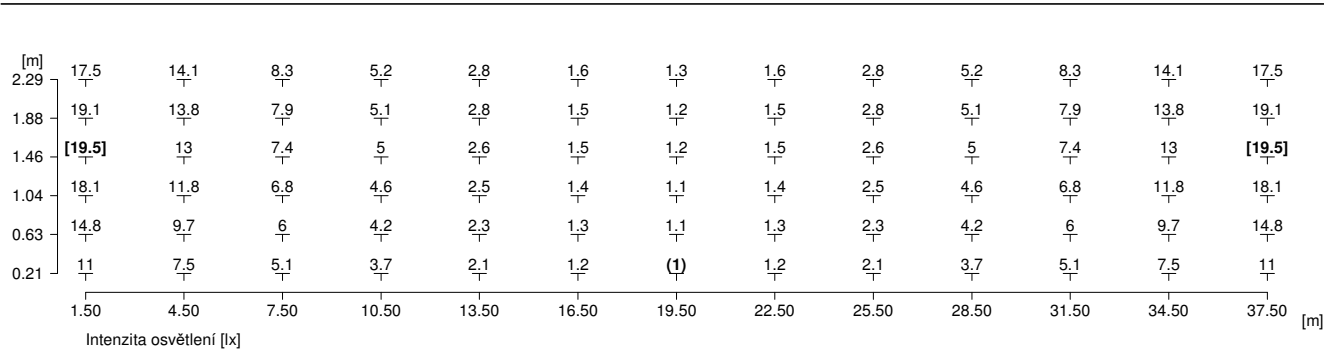 [m]
2.29 17.5 14.1 8.3 5.2 2.8 1.6 1.3 1.6 2.8 5.2 8.3 14.1 17.5
1.88 19.1 13.8 7.9 5.1 2.8 1.5 1.2 1.5 2.8 5.1 7.9 13.8 19.1
1.46 [19.5] 13 7.4 5 2.6 1.5 1.2 1.5 2.6 5 7.4 13 [19.5]
1.04 18.1 11.8 6.8 4.6 2.5 1.4 1.1 1.4 2.5 4.6 6.8 11.8 18.1
0.63 14.8 9.7 6 4.2 2.3 1.3 1.1 1.3 2.3 4.2 6 9.7 14.8
0.21 11 7.5 5.1 3.7 2.1 1.2 (1) 1.2 2.1 3.7 5.1 7.5 11
1.50 4.50 7.50 10.50 13.50 16.50 19.50 22.50 25.50 28.50 31.50 34.50 37.50 [m]
Intenzita osvětlení [lx]